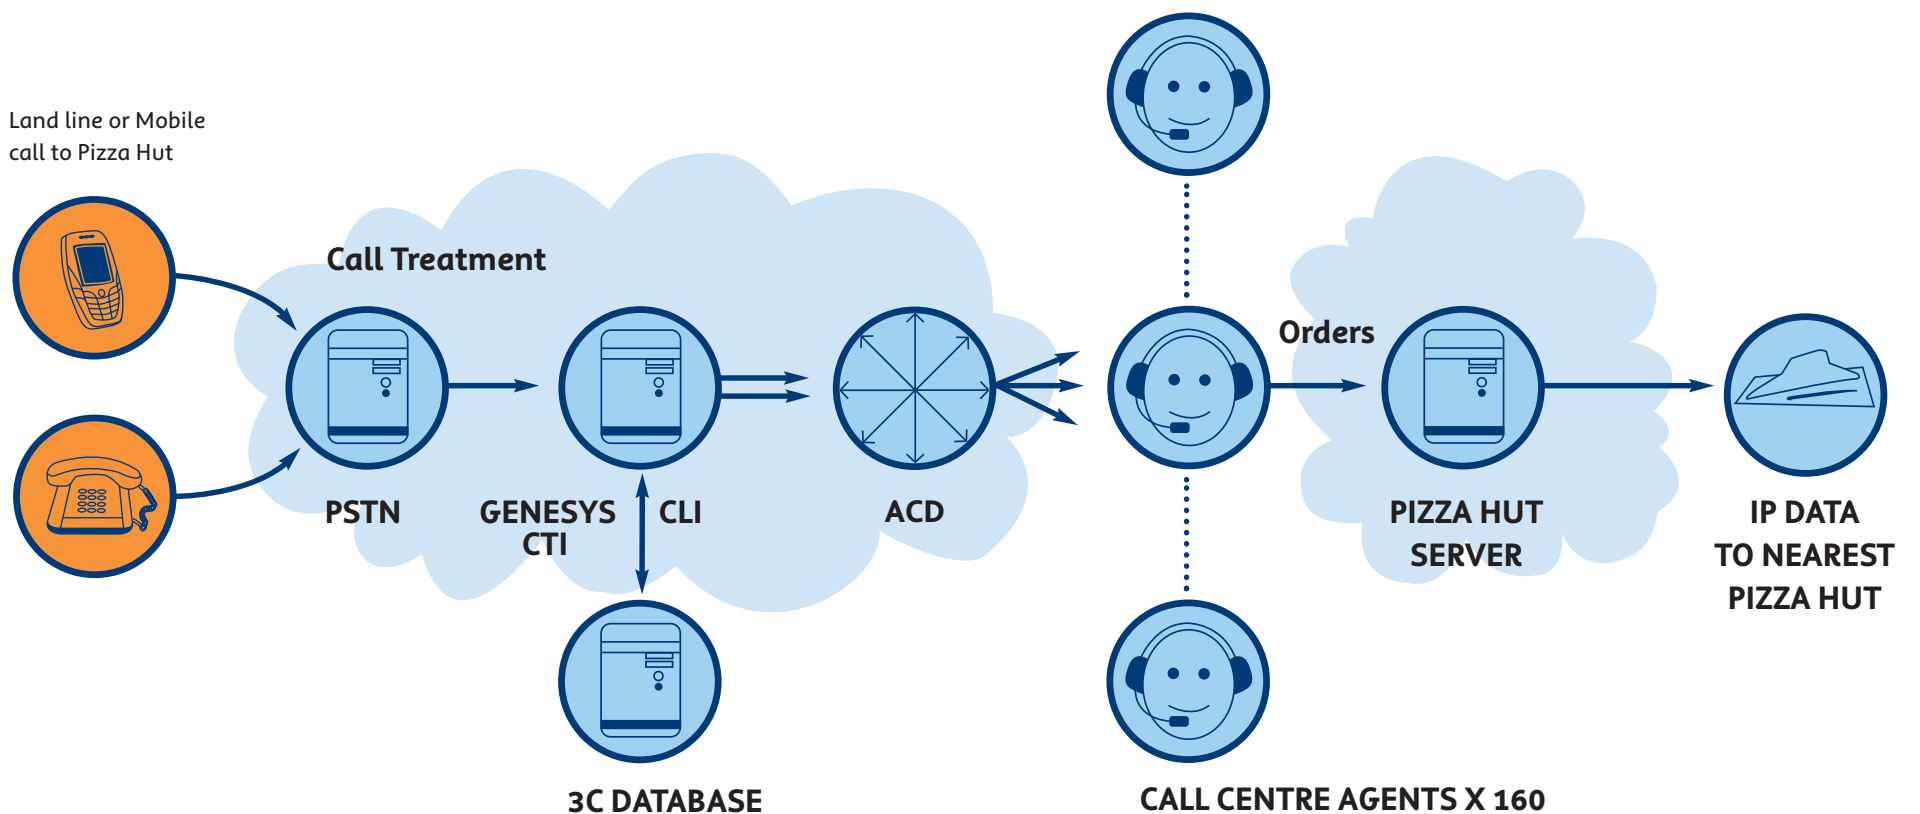 Land line or Mobile
call to Pizza Hut
Call Treatment
PSTN
GENESYS
CTI
CLI
ACD
3C DATABASE
CALL CENTRE AGENTS X 160
Orders
PIZZA HUT
SERVER
IP DATA
TO NEAREST
PIZZA HUT